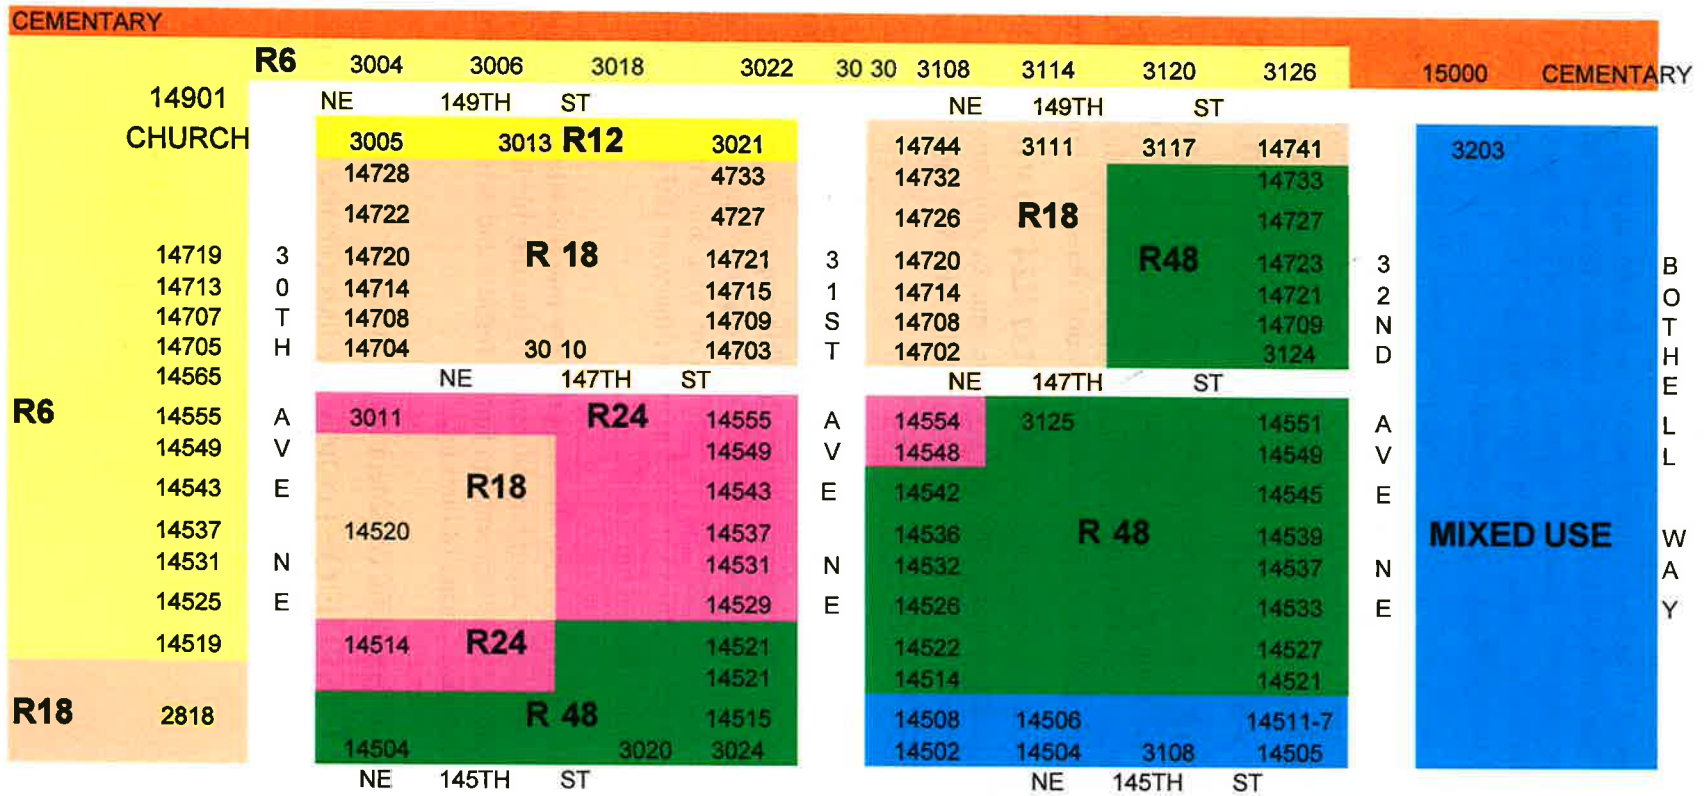 CEMENTARY
R6 3004 3006 3018 3022 30 30 3108 3114 3120 3126 15000 CEMENTARY
14901 NE 149TH ST NE 149TH ST
CHURCH 3005 3013 R12 3021 14744 3111 3117 14741 3203
14728 4733 14732 14733
14722 4727 14726 R18 14727
14719 3 14720 R 18 14721 3 14720 R48 14723 3 B
14713 0 14714 14715 1 14714 14721 2 O
14707 T 14708 14709 S 14708 14709 N T
14705 H 14704 30 10 14703 T 14702 3124 D H
14565 NE 147TH ST NE 147TH ST E
R6 14555 A 3011 R24 14555 A 14554 3125 14551 A L
14549 V 14549 V 14548 14549 V L
14543 E R18 14543 E 14542 14545 E
14537 14520 14537 14536 R 48 14539 MIXED USE W
14531 N 14531 N 14532 14537 N A
14525 E 14529 E 14526 14533 E Y
14519 14514 R24 14521 14522 14527
14521 14514 14521
R18 2818 R 48 14515 14508 14506 14511-7
14504 3020 3024 14502 14504 3108 14505
NE 145TH ST NE 145TH ST